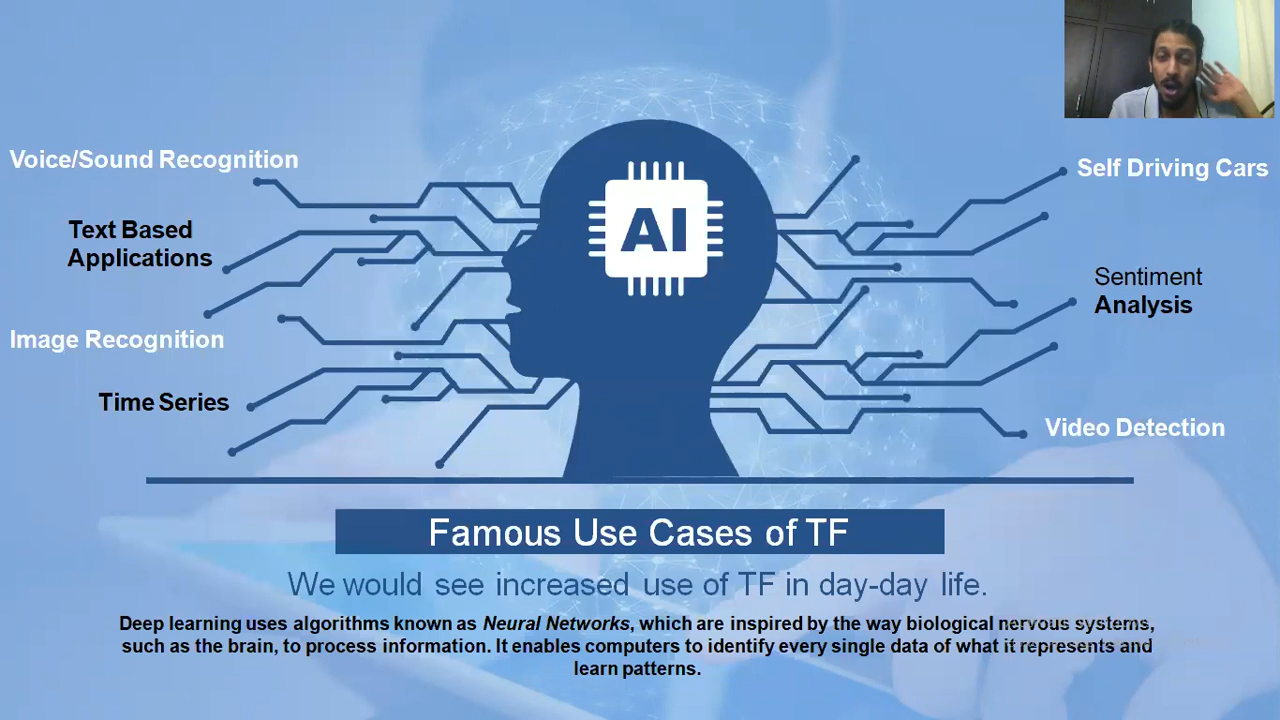 Voice/Sound Recognition
Text Based
Applications
Image Recognition
Time Series
AI
Self Driving Cars
Sentiment
Analysis
Video Detection
Famous Use Cases of TF
We would see increased use of TF in day-day life.
Deep learning uses algorithms known as Neural Networks, which are inspired by the way biological nervous systems,
such as the brain, to process information. It enables computers to identify every single data of what it represents and
learn patterns.